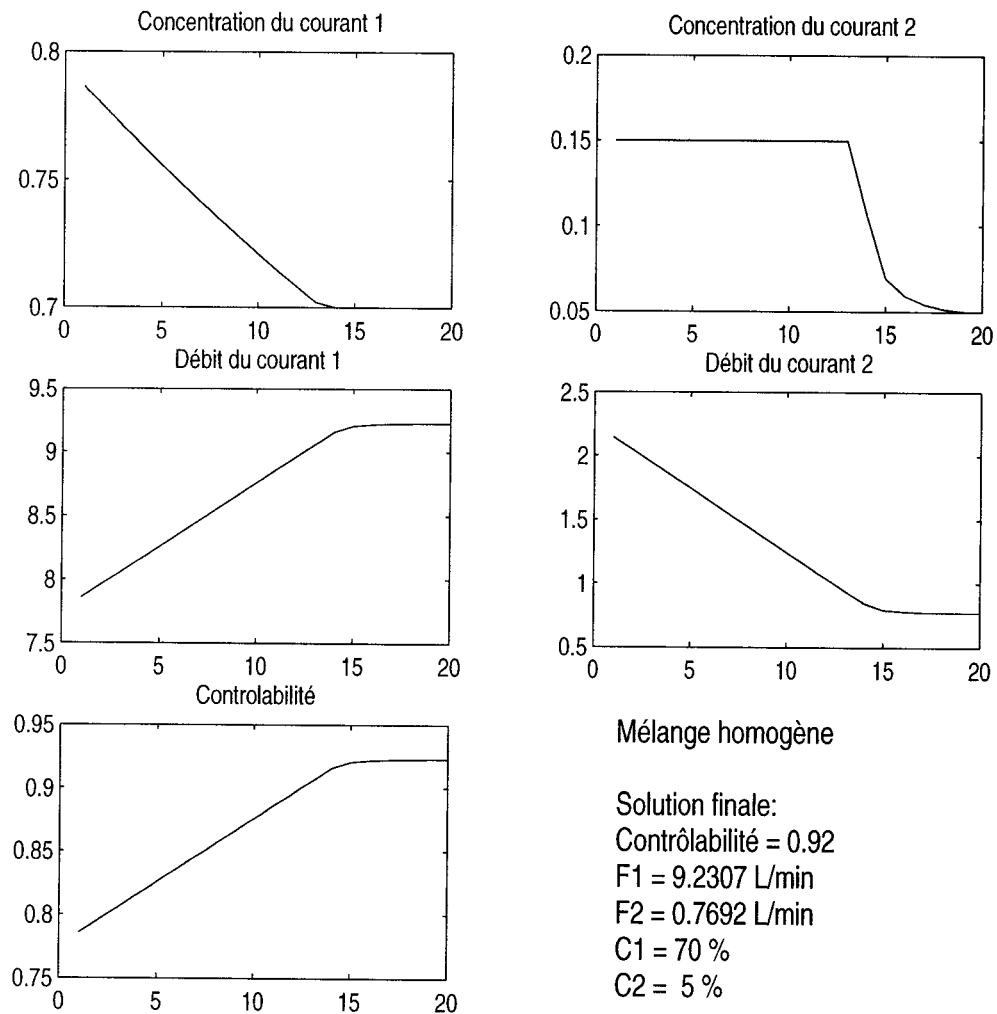 Concentration du courant 1
0.8
0.75
0.7
0 5 10 15 20
Concentration du courant 2
0.2
0.15
0.1
0.05
0 5 10 15 20
Débit du courant 1
9.5
9
8.5
8
7.5
0 5 10 15 20
Débit du courant 2
2.5
2
1.5
1
0.5
0 5 10 15 20
Controlabilité
0.95
0.9
0.85
0.8
0.75
0 5 10 15 20
Mélange homogène
Solution finale:
Contrôlabilité = 0.92
F1 = 9.2307 L/min
F2 = 0.7692 L/min
C1 = 70 %
C2 = 5 %